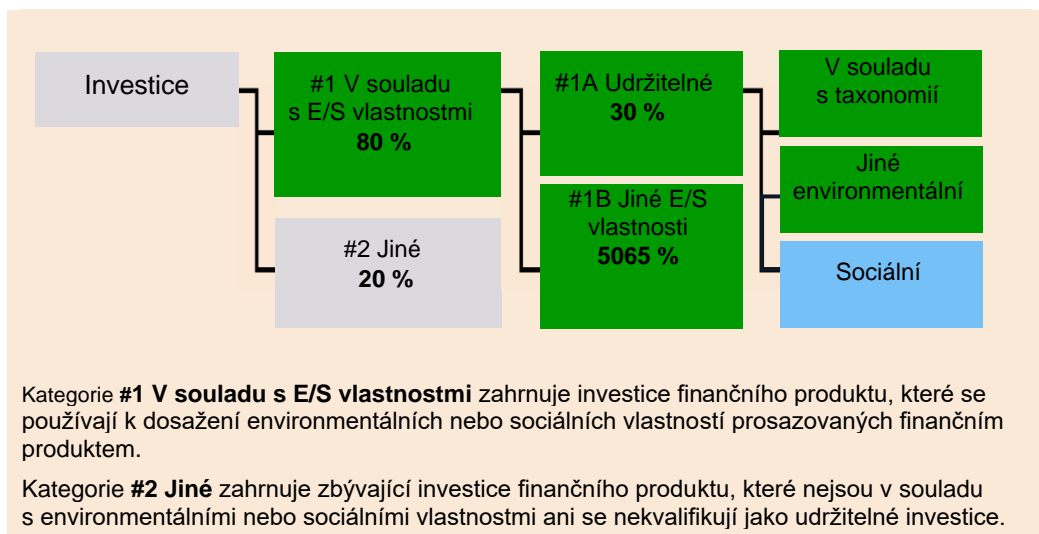 Investice
#1 V souladu
s E/S vlastnostmi
80 %
#2 Jiné
20 %
#1A Udržitelné
30 %
#1B Jiné E/S
vlastnosti
5065 %
V souladu
s taxonomií
Jiné
environmentální
Sociální
Kategorie #1 V souladu s E/S vlastnostmi zahrnuje investice finančního produktu, které se
používají k dosažení environmentálních nebo sociálních vlastností prosazovaných finančním
produktem.
Kategorie #2 Jiné zahrnuje zbývající investice finančního produktu, které nejsou v souladu
s environmentálními nebo sociálními vlastnostmi ani se nekvalifikují jako udržitelné investice.